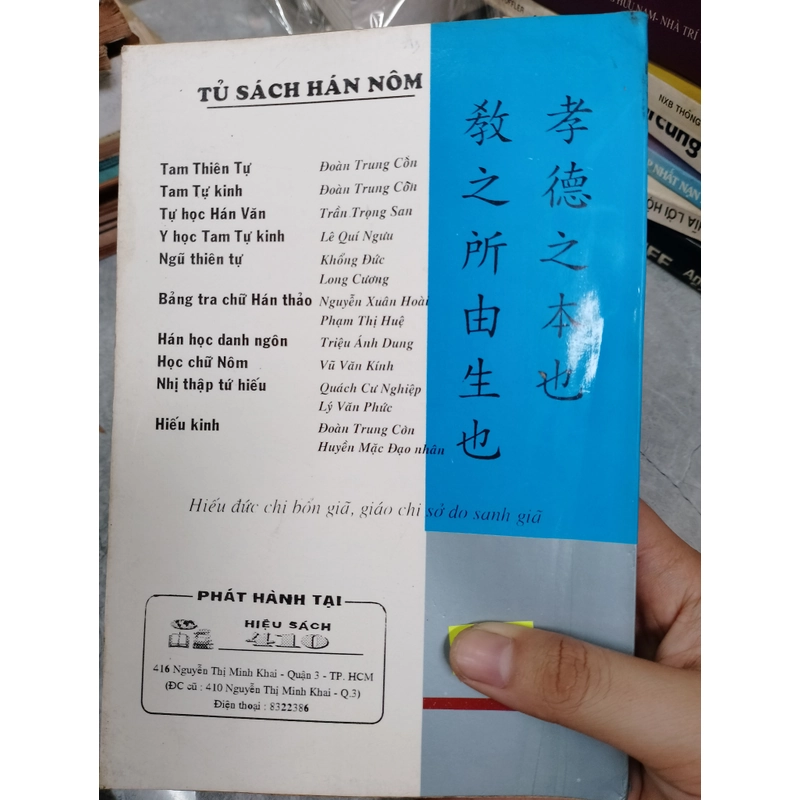 TỦ SÁCH HÁN NÔM
Tam Thiên Tự Đoàn Trung Còn
Tam Tự kinh Đoàn Trung Còn
Tự học Hán Văn Trần Trọng San
Y học Tam Tự kinh Lê Quí Ngưu
Ngũ thiên tự Khổng Đức
Long Cương
Bảng tra chữ Hán thảo Nguyễn Xuân Hoài
Phạm Thị Huệ
Hán học danh ngôn Triệu Ánh Dung
Học chữ Nôm Vũ Văn Kính
Nhị thập tứ hiếu Quách Cư Nghiệp
Lý Văn Phức
Hiếu kinh Đoàn Trung Còn
Huyền Mặc Đạo nhân
孝德之本也
教之所由生也
Hiếu đức chi bổn giã, giáo chi sở do sanh giã
PHÁT HÀNH TẠI
HIỆU SÁCH
410
416 Nguyễn Thị Minh Khai - Quận 3 - TP. HCM
(ĐC cũ : 410 Nguyễn Thị Minh Khai - Q.3)
Điện thoại : 8322386
NXB THỐNG
cung
NHẤT NẠN